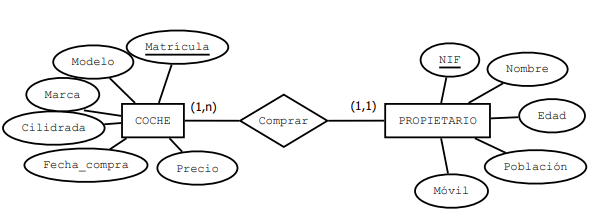 Matrícula
Modelo
Marca
Cilidrada
Fecha_compra
Precio
COCHE
(1,n)
Comprar
(1,1)
PROPIETARIO
NIF
Nombre
Edad
Población
Móvil